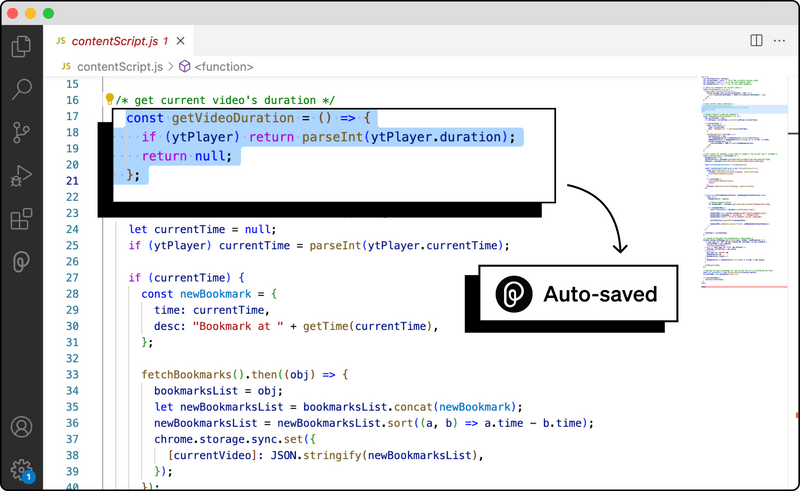 JS contentScript.js 1 ×
JS contentScript.js > <function>
15
16 /* get current video's duration */
17 const getVideoDuration = () => {
18 if (ytPlayer) return parseInt(ytPlayer.duration);
19 return null;
20 };
21
22
23
24 let currentTime = null;
25 if (ytPlayer) currentTime = parseInt(ytPlayer.currentTime);
26
27 if (currentTime) {
28 const newBookmark = {
29 time: currentTime,
30 desc: "Bookmark at " + getTime(currentTime),
31 };
32
33 fetchBookmarks().then((obj) => {
34 bookmarksList = obj;
35 let newBookmarksList = bookmarksList.concat(newBookmark);
36 newBookmarksList = newBookmarksList.sort((a, b) => a.time - b.time);
37 chrome.storage.sync.set({
38 [currentVideo]: JSON.stringify(newBookmarksList),
39 });
40 });
Auto-saved
1